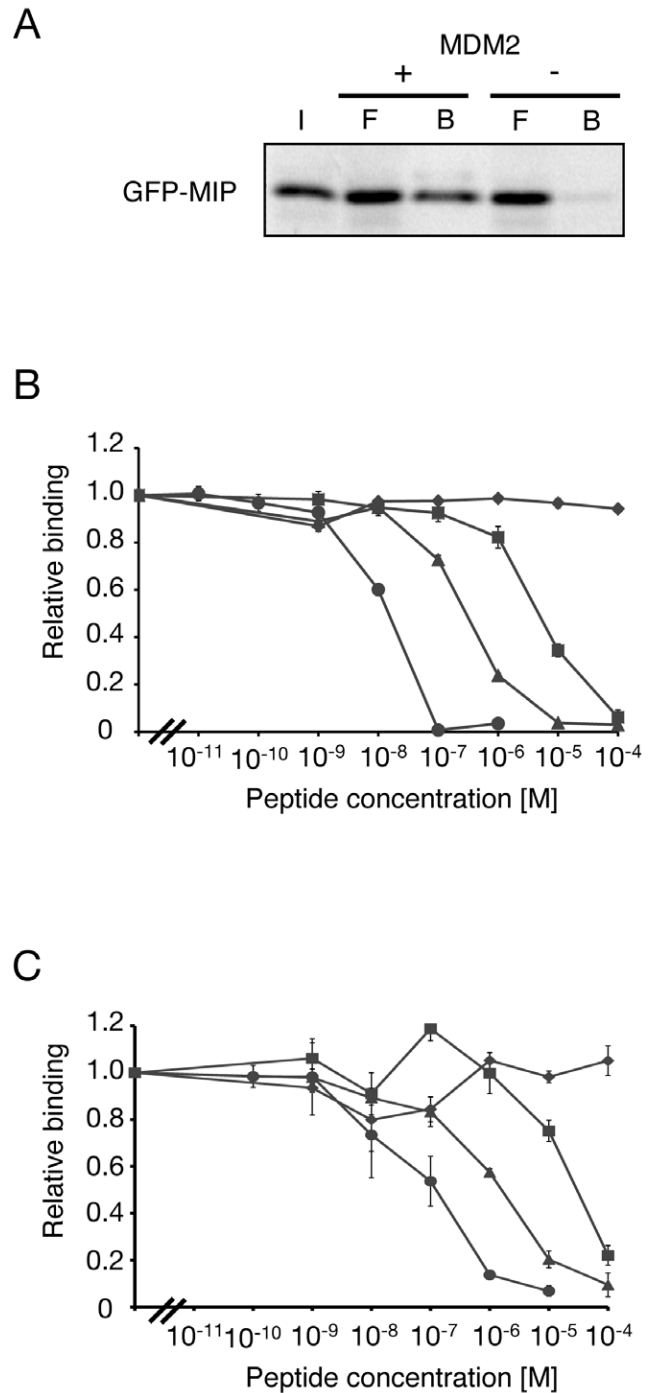 A
MDM2
+ -
I F B F B
GFP-MIP
B
Relative binding
1.2
1.0
0.8
0.6
0.4
0.2
0
10-11 10-10 10-9 10-8 10-7 10-6 10-5 10-4
Peptide concentration [M]
C
Relative binding
1.2
1.0
0.8
0.6
0.4
0.2
0
10-11 10-10 10-9 10-8 10-7 10-6 10-5 10-4
Peptide concentration [M]